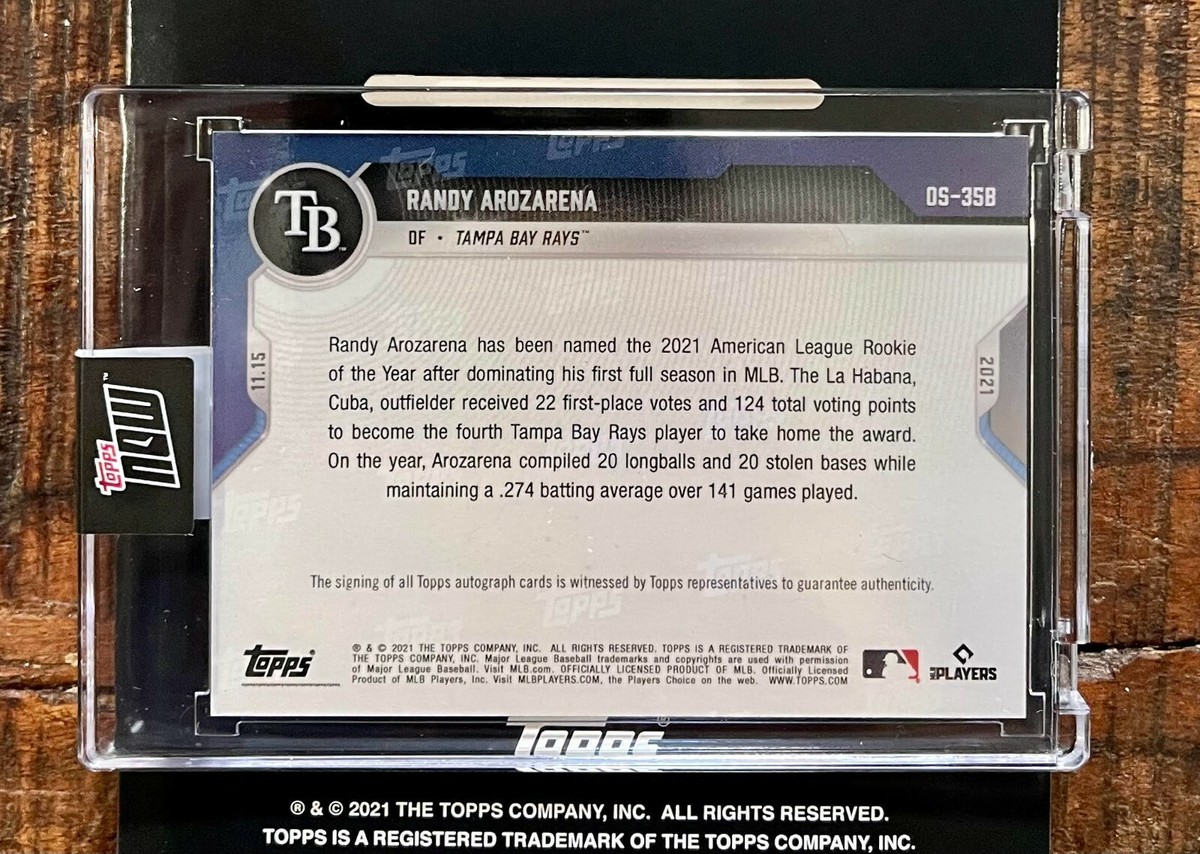 TB
RANDY AROZARENA
OS-35B
OF • TAMPA BAY RAYS™
11.15
2021
Randy Arozarena has been named the 2021 American League Rookie
of the Year after dominating his first full season in MLB. The La Habana,
Cuba, outfielder received 22 first-place votes and 124 total voting points
to become the fourth Tampa Bay Rays player to take home the award.
On the year, Arozarena compiled 20 longballs and 20 stolen bases while
maintaining a .274 batting average over 141 games played.
topps NOW™
The signing of all Topps autograph cards is witnessed by Topps representatives to guarantee authenticity.
topps
® & © 2021 THE TOPPS COMPANY, INC. ALL RIGHTS RESERVED. TOPPS IS A REGISTERED TRADEMARK OF
THE TOPPS COMPANY, INC. Major League Baseball trademarks and copyrights are used with permission
of Major League Baseball. Visit MLB.com. OFFICIALLY LICENSED PRODUCT OF MLB. Officially Licensed
Product of MLB Players, Inc. Visit MLBPLAYERS.COM, the Players Choice on the web. WWW.TOPPS.COM
MLB PLAYERS
topps®
® & © 2021 THE TOPPS COMPANY, INC. ALL RIGHTS RESERVED.
TOPPS IS A REGISTERED TRADEMARK OF THE TOPPS COMPANY, INC.